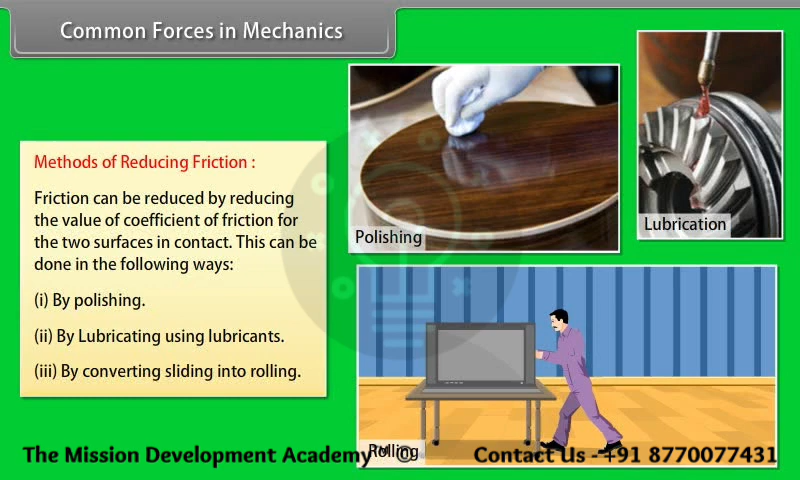 Common Forces in Mechanics
Methods of Reducing Friction :
Friction can be reduced by reducing
the value of coefficient of friction for
the two surfaces in contact. This can be
done in the following ways:
(i) By polishing.
(ii) By Lubricating using lubricants.
(iii) By converting sliding into rolling.
Polishing
Lubrication
Rolling
The Mission Development Academy™ © Contact Us - +91 8770077431